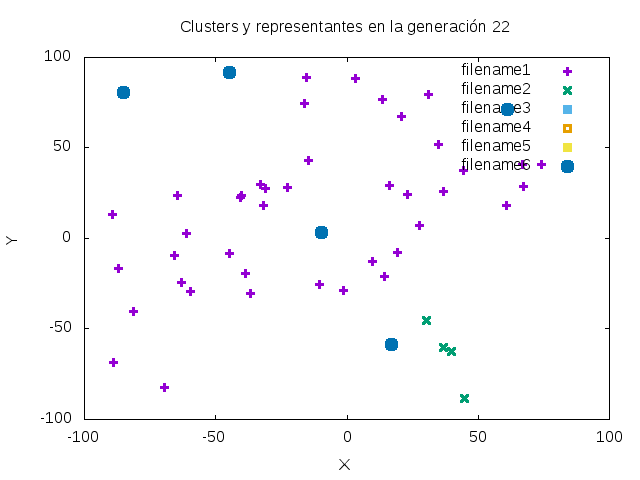 Clusters y representantes en la generación 22
100
50
0
-50
-100
-100
-50
0
50
100
Y
X
filename1
filename2
filename3
filename4
filename5
filename6